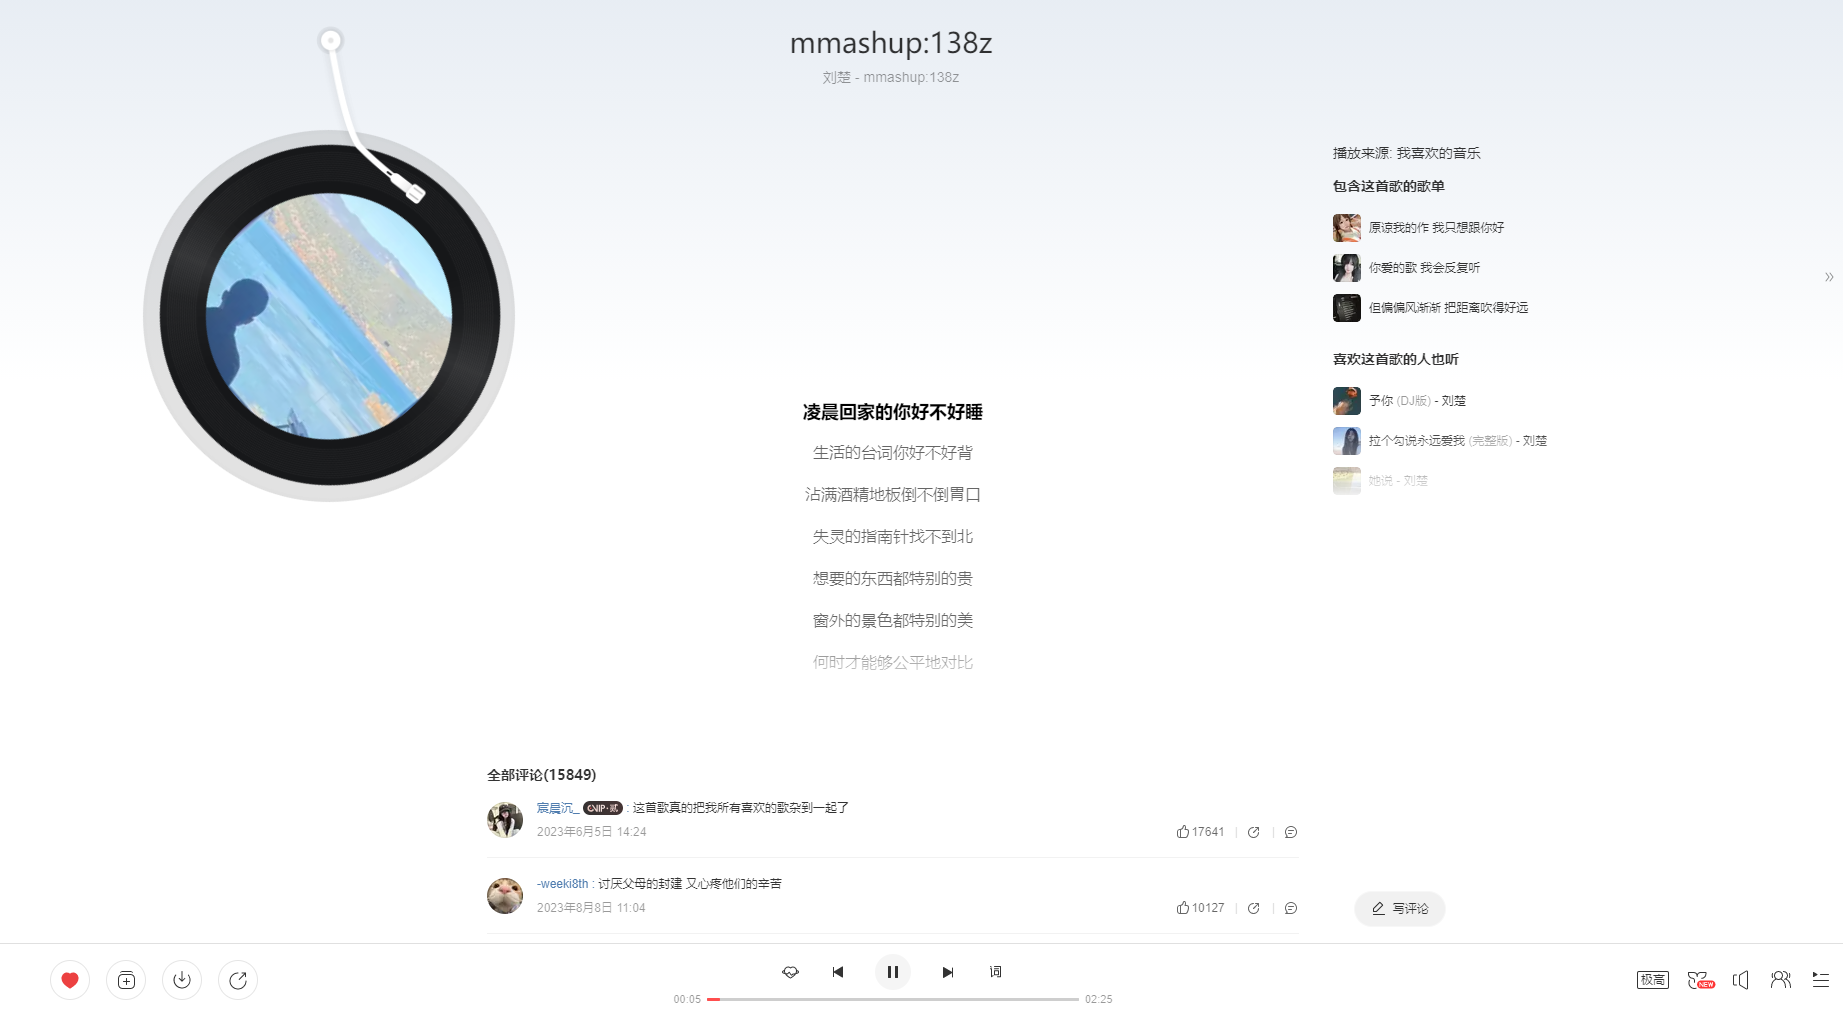 mmashup:138z
刘楚 - mmashup:138z
播放来源: 我喜欢的音乐
包含这首歌的歌单
原谅我的作 我只想跟你好
你爱的歌 我会反复听
但偏偏风渐渐 把距离吹得好远
喜欢这首歌的人也听
予你 (DJ版) - 刘楚
拉个勾说永远爱我 (完整版) - 刘楚
她说 - 刘楚
凌晨回家的你好不好睡
生活的台词你好不好背
沾满酒精地板倒不倒胃口
失灵的指南针找不到北
想要的东西都特别的贵
窗外的景色都特别的美
何时才能够公平地对比
全部评论(15849)
宸晨沉_ VIP·贰 : 这首歌真的把我所有喜欢的歌杂到一起了
2023年6月5日 14:24 17641
-weeki8th : 讨厌父母的封建 又心疼他们的辛苦
2023年8月8日 11:04 10127
写评论
词
00:05 02:25
极高 NEW